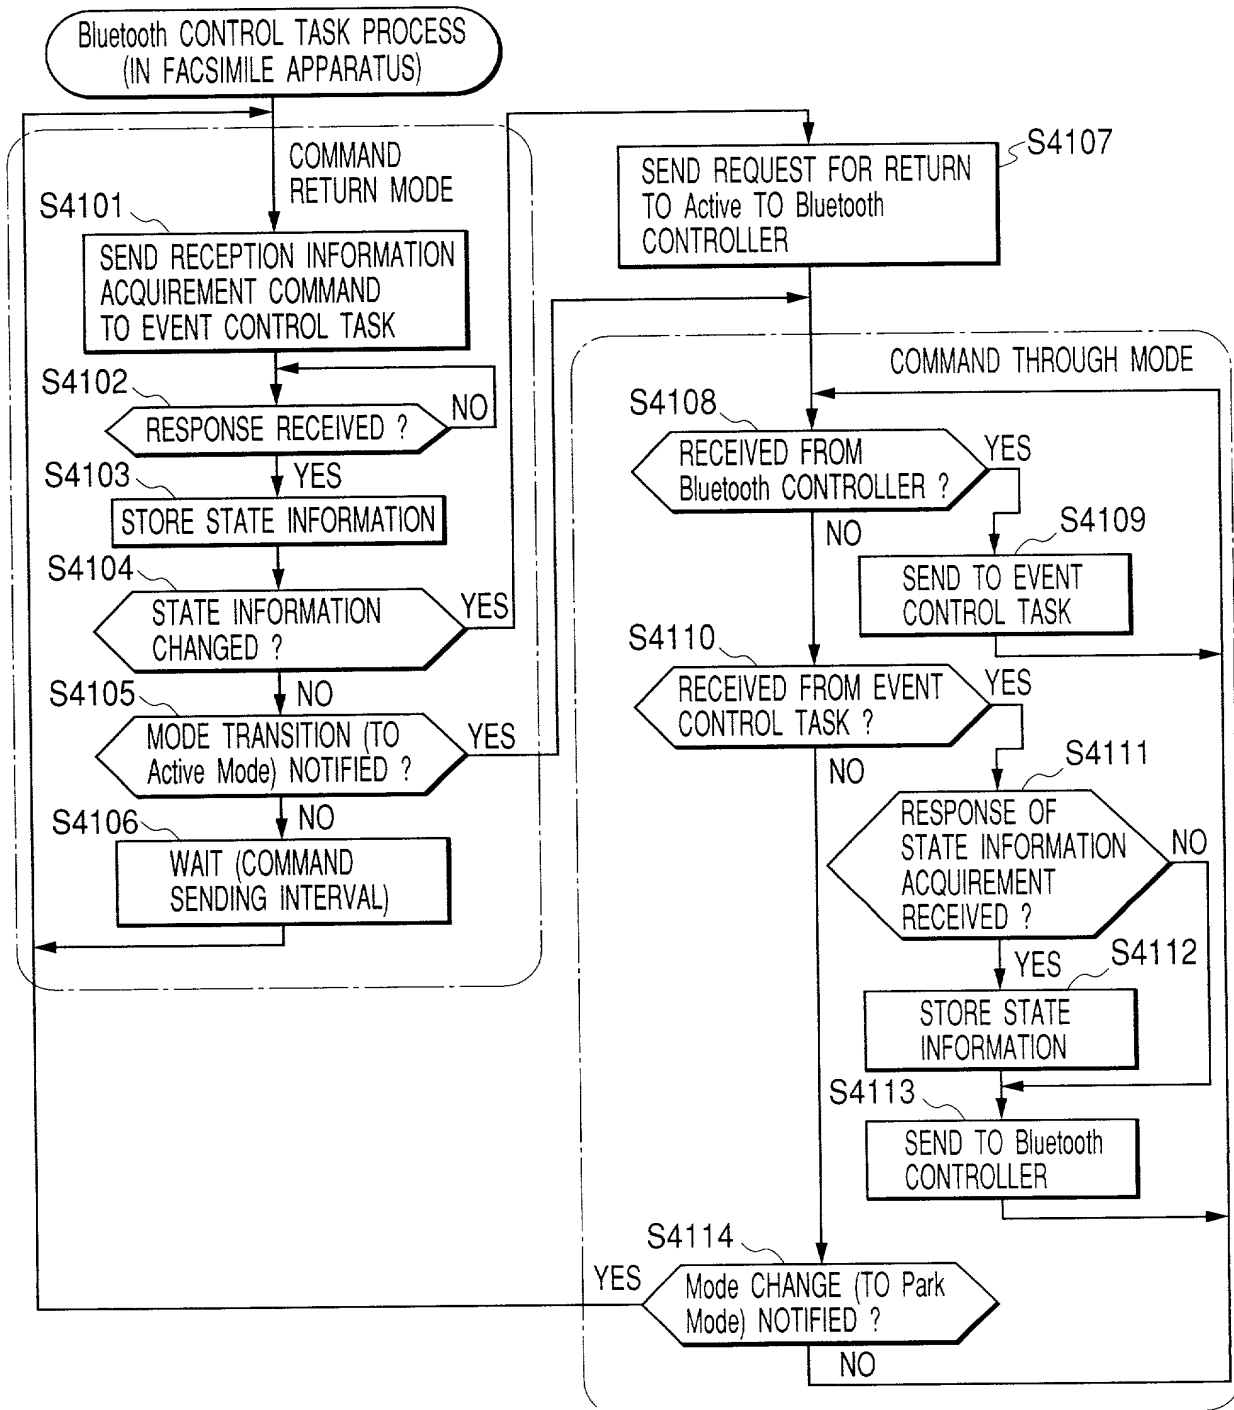 Bluetooth CONTROL TASK PROCESS
(IN FACSIMILE APPARATUS)
COMMAND
RETURN MODE
S4101
SEND RECEPTION INFORMATION
ACQUIREMENT COMMAND
TO EVENT CONTROL TASK
S4102
RESPONSE RECEIVED ?
NO
YES
S4103
STORE STATE INFORMATION
S4104
STATE INFORMATION
CHANGED ?
YES
NO
S4105
MODE TRANSITION (TO
Active Mode) NOTIFIED ?
YES
NO
S4106
WAIT (COMMAND
SENDING INTERVAL)
S4107
SEND REQUEST FOR RETURN
TO Active TO Bluetooth
CONTROLLER
COMMAND THROUGH MODE
S4108
RECEIVED FROM
Bluetooth CONTROLLER ?
YES
NO
S4109
SEND TO EVENT
CONTROL TASK
S4110
RECEIVED FROM EVENT
CONTROL TASK ?
YES
NO
S4111
RESPONSE OF
STATE INFORMATION
ACQUIREMENT
RECEIVED ?
NO
YES
S4112
STORE STATE
INFORMATION
S4113
SEND TO Bluetooth
CONTROLLER
S4114
Mode CHANGE (TO Park
Mode) NOTIFIED ?
YES
NO